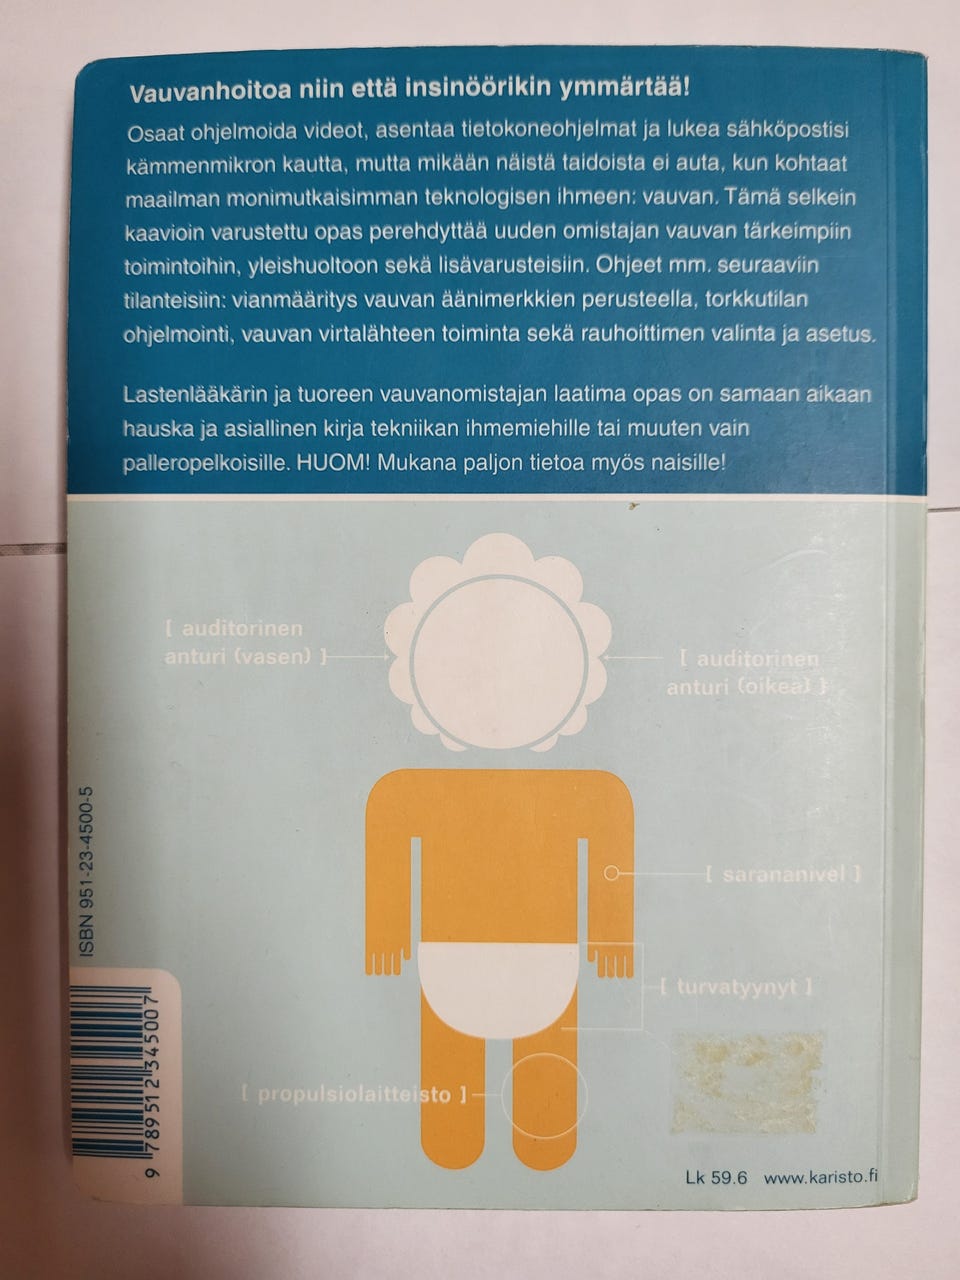 Vauvanhoitoa niin että insinöörikin ymmärtää!
Osaat ohjelmoida videot, asentaa tietokoneohjelmat ja lukea sähköpostisi
kämmenmikron kautta, mutta mikään näistä taidoista ei auta, kun kohtaat
maailman monimutkaisimman teknologisen ihmeen: vauvan. Tämä selkein
kaavioin varustettu opas perehdyttää uuden omistajan vauvan tärkeimpiin
toimintoihin, yleishuoltoon sekä lisävarusteisiin. Ohjeet mm. seuraaviin
tilanteisiin: vianmääritys vauvan äänimerkkien perusteella, torkkutilan
ohjelmointi, vauvan virtalähteen toiminta sekä rauhoittimen valinta ja asetus.
Lastenlääkärin ja tuoreen vauvanomistajan laatima opas on samaan aikaan
hauska ja asiallinen kirja tekniikan ihmemiehille tai muuten vain
palleropelkoisille. HUOM! Mukana paljon tietoa myös naisille!
[ auditorinen
anturi (vasen) ]
[ auditorinen
anturi (oikea) ]
[ sarananivel ]
[ turvatyynyt ]
[ propulsiolaitteisto ]
ISBN 951-23-4500-5
9 789512 345007
Lk 59.6 www.karisto.fi